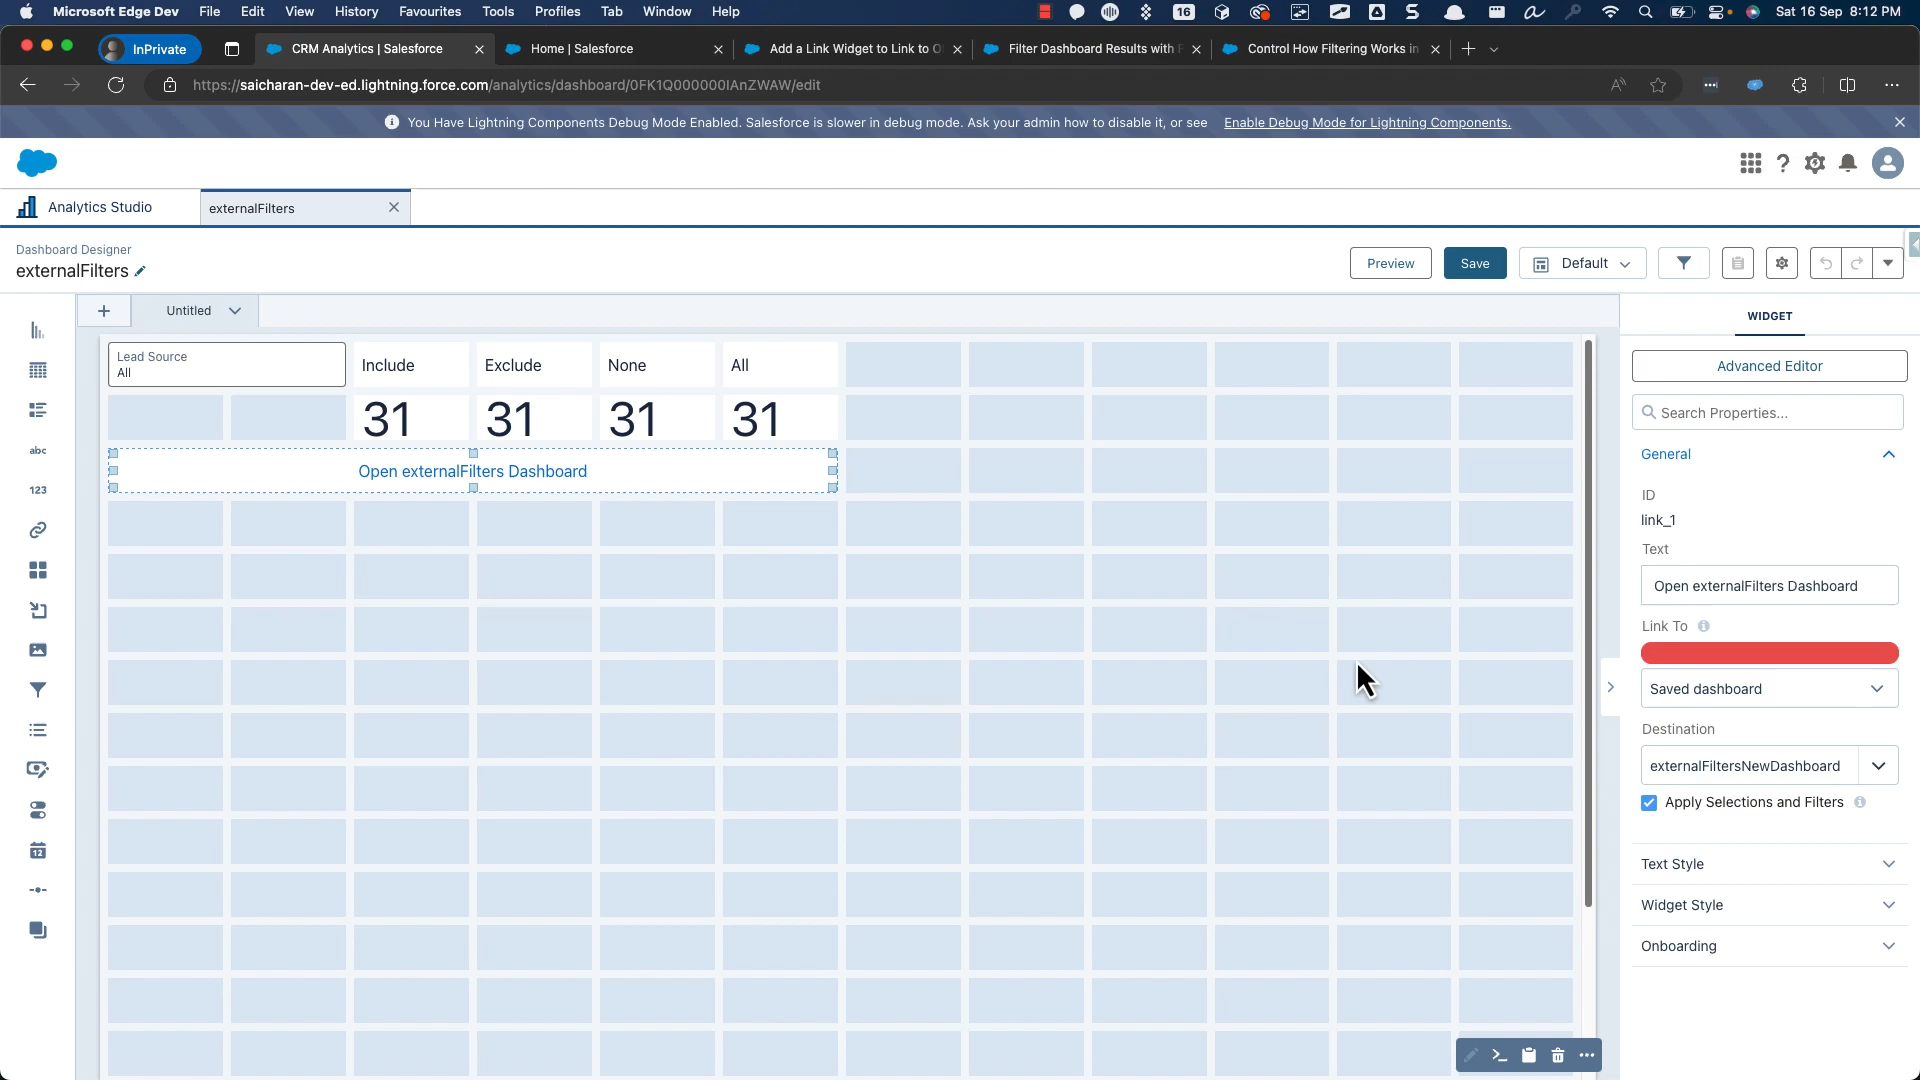 Microsoft Edge Dev File Edit View History Favourites Tools Profiles Tab Window Help 16 Sat 16 Sep 8:12 PM
InPrivate CRM Analytics | Salesforce Home | Salesforce Add a Link Widget to Link to O Filter Dashboard Results with Control How Filtering Works in
https://saicharan-dev-ed.lightning.force.com/analytics/dashboard/0FK1Q000000IAnZWAW/edit
You Have Lightning Components Debug Mode Enabled. Salesforce is slower in debug mode. Ask your admin how to disable it, or see Enable Debug Mode for Lightning Components.
Analytics Studio externalFilters
Dashboard Designer
externalFilters
Preview Save Default
Untitled
WIDGET
Lead Source
All
Include Exclude None All
31 31 31 31
Open externalFilters Dashboard
abc
123
12
Advanced Editor
Search Properties...
General
ID
link_1
Text
Open externalFilters Dashboard
Link To
Saved dashboard
Destination
externalFiltersNewDashboard
Apply Selections and Filters
Text Style
Widget Style
Onboarding